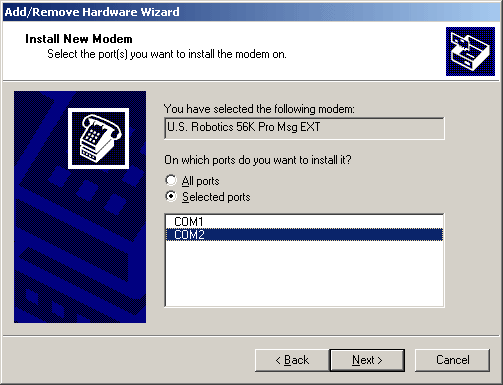 Add/Remove Hardware Wizard
Install New Modem
Select the port(s) you want to install the modem on.
You have selected the following modem:
U.S. Robotics 56K Pro Msg EXT
On which ports do you want to install it?
All ports
Selected ports
COM1
COM2
< Back
Next >
Cancel